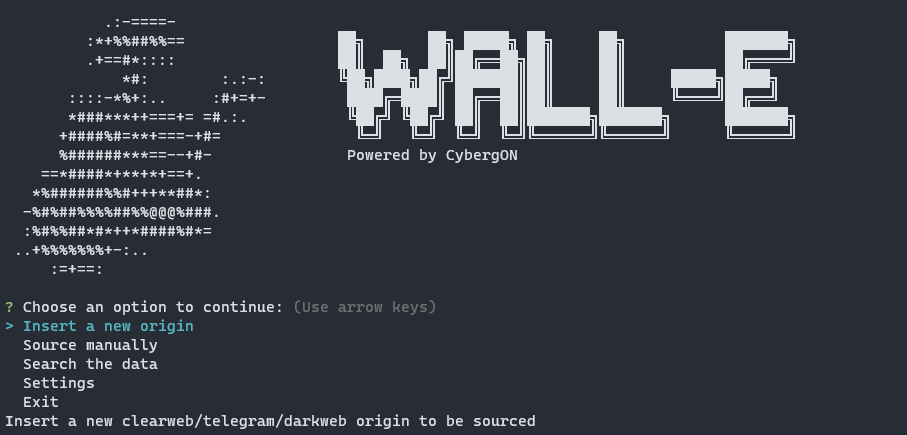 WALL-E
Powered by CybergON
? Choose an option to continue: (Use arrow keys)
> Insert a new origin
Source manually
Search the data
Settings
Exit
Insert a new clearweb/telegram/darkweb origin to be sourced